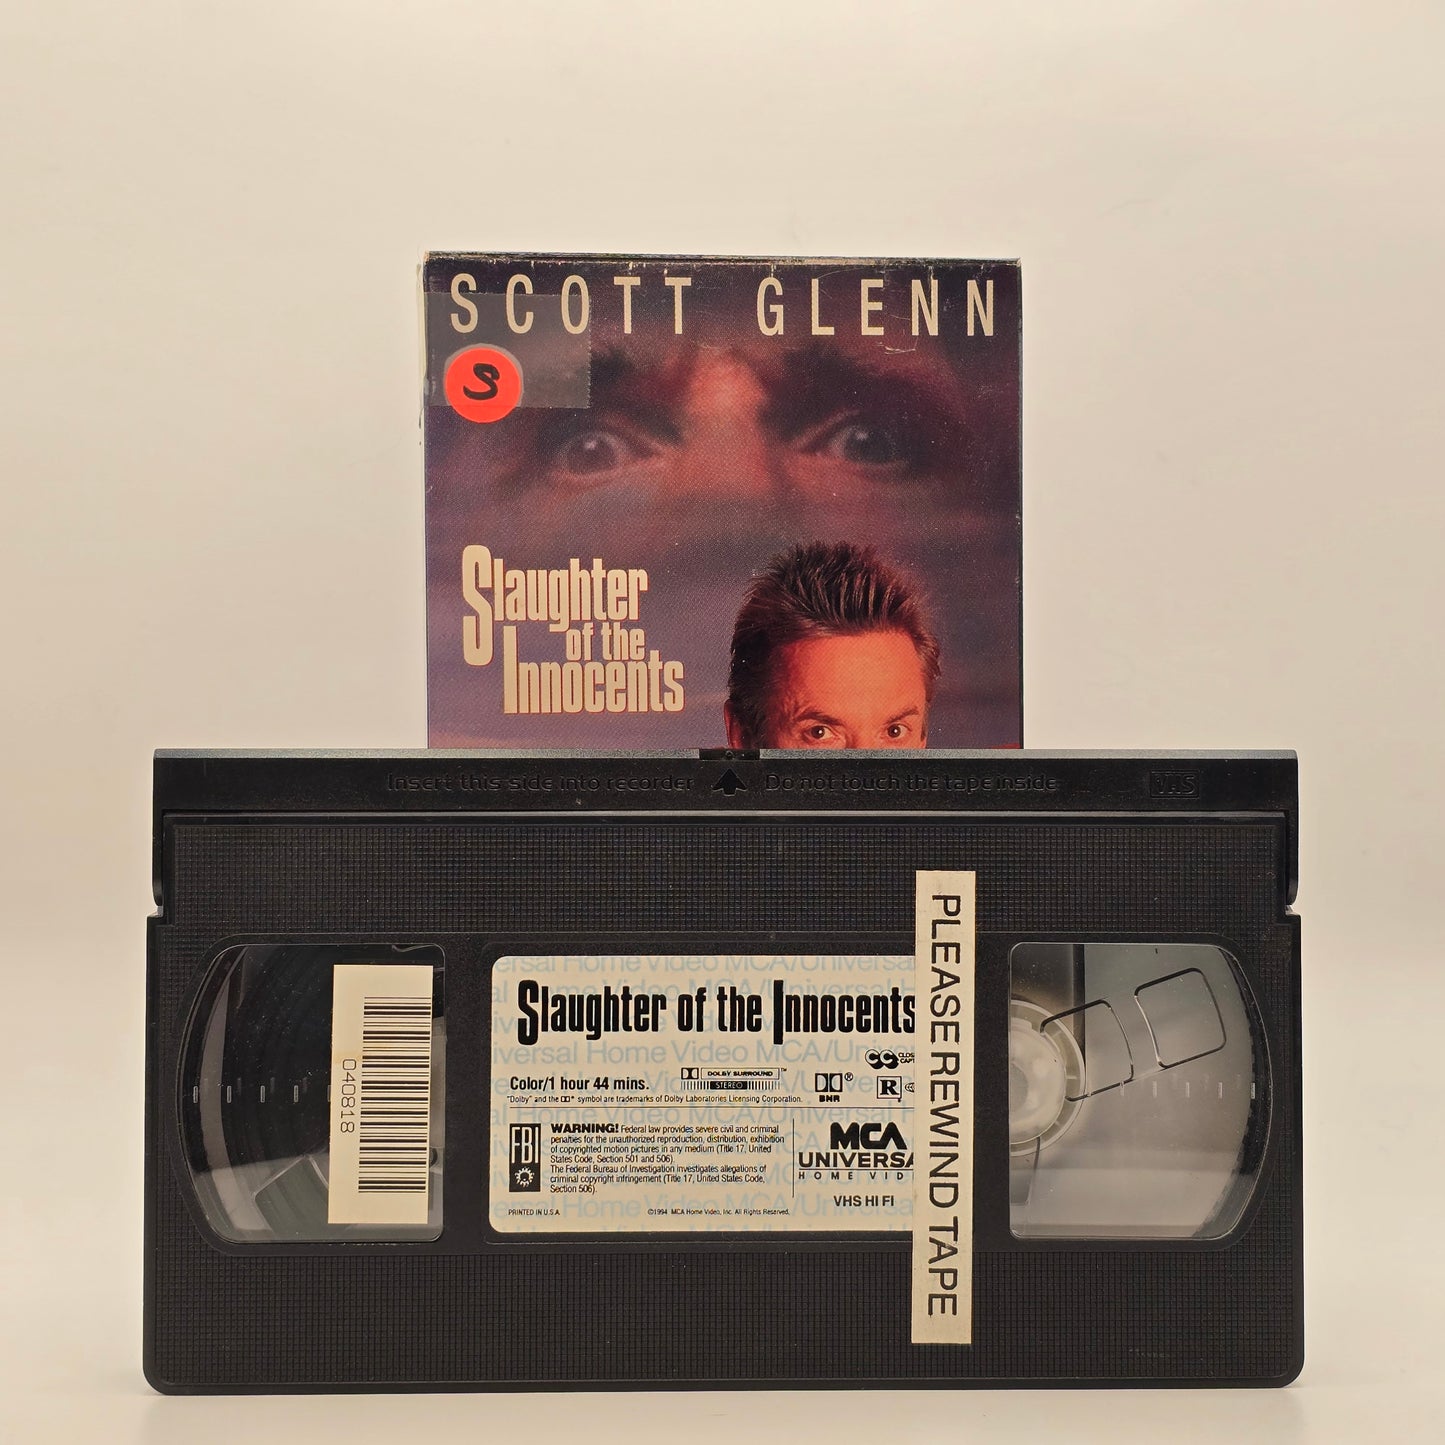 SCOTT GLENN
S
Slaughter
of the
Innocents
Insert this side into recorder Do not touch the tape inside VHS
040818
PLEASE REWIND TAPE
Slaughter of the Innocents
Color/1 hour 44 mins.
DOLBY SURROUND™
STEREO
BNR
®
R
"Dolby" and the DD* symbol are trademarks of Dolby Laboratories Licensing Corporation.
FBI
WARNING! Federal law provides severe civil and criminal
penalties for the unauthorized reproduction, distribution, exhibition
of copyrighted motion pictures in any medium (Title 17, United
States Code, Section 501 and 506).
The Federal Bureau of Investigation investigates allegations of
criminal copyright infringement (Title 17, United States Code,
Section 506).
MCA
UNIVERSA
HOME VID
VHS HI FI
PRINTED IN U.S.A
©1994 MCA Home Video, Inc. All Rights Reserved.